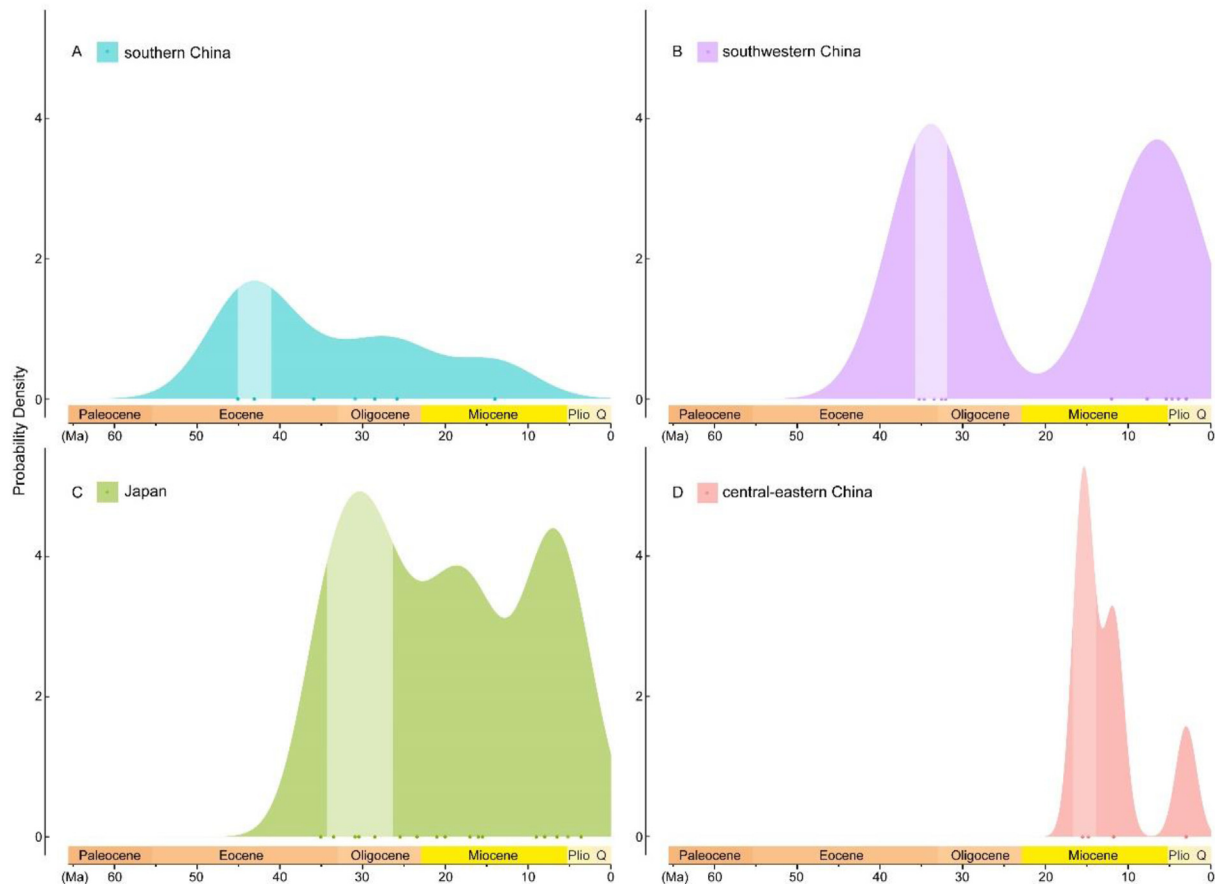 A southern China
B southwestern China
4
2
0
4
2
0
Paleocene Eocene Oligocene Miocene Plio Q
Paleocene Eocene Oligocene Miocene Plio Q
(Ma) 60 50 40 30 20 10 0
(Ma) 60 50 40 30 20 10 0
Probability Density
C Japan
D central-eastern China
4
2
0
4
2
0
Paleocene Eocene Oligocene Miocene Plio Q
Paleocene Eocene Oligocene Miocene Plio Q
(Ma) 60 50 40 30 20 10 0
(Ma) 60 50 40 30 20 10 0